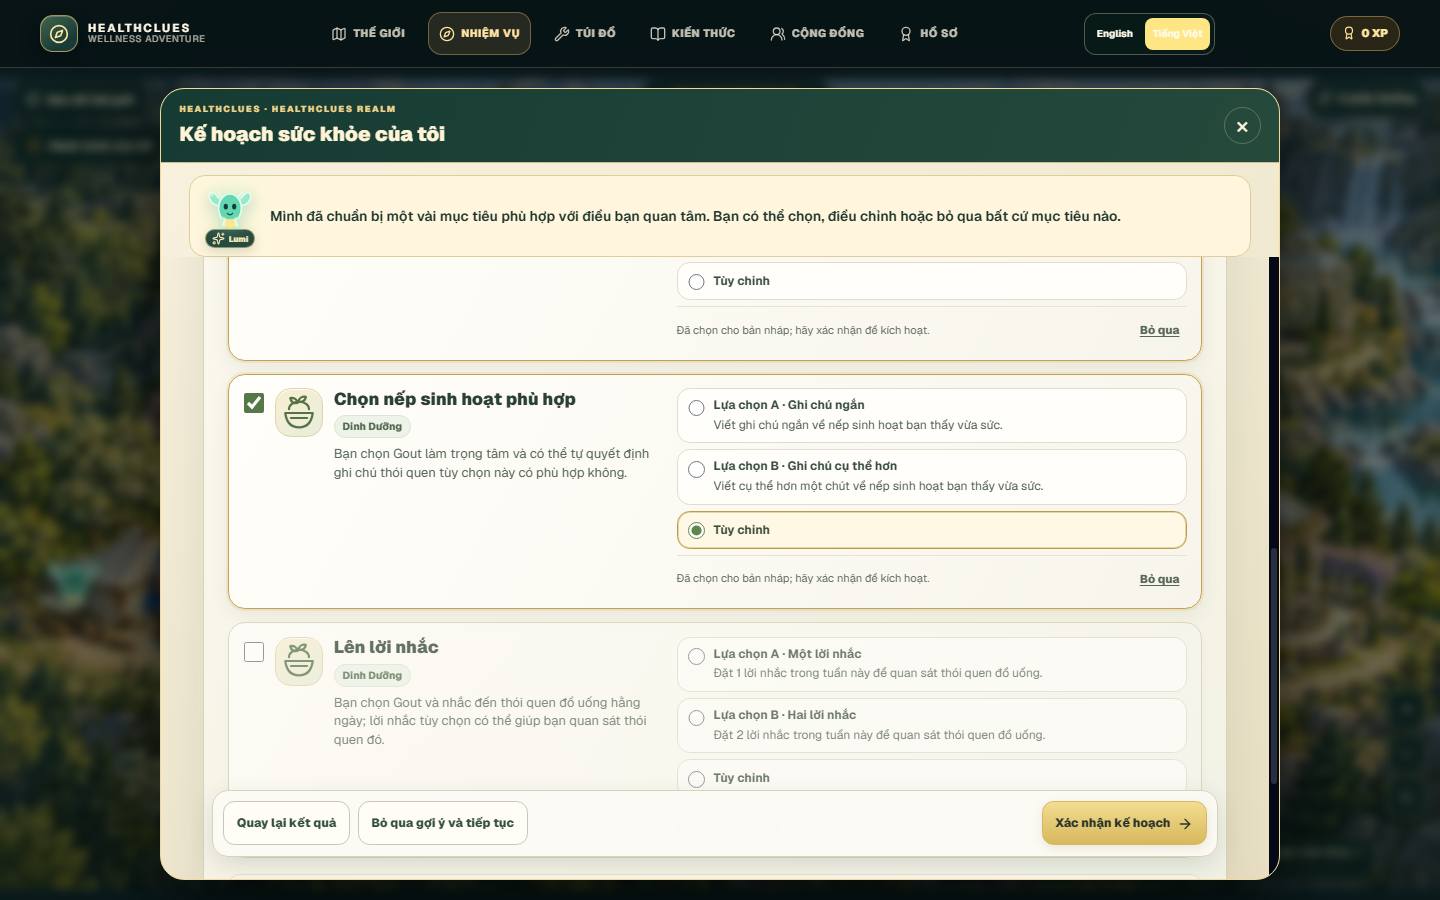 HEALTHCLUES
WELLNESS ADVENTURE
THẾ GIỚI
NHIỆM VỤ
TÚI ĐỒ
KIẾN THỨC
CỘNG ĐỒNG
HỒ SƠ
English
Tiếng Việt
0 XP
HEALTHCLUES · HEALTHCLUES REALM
Kế hoạch sức khỏe của tôi
Lumi
Mình đã chuẩn bị một vài mục tiêu phù hợp với điều bạn quan tâm. Bạn có thể chọn, điều chỉnh hoặc bỏ qua bất cứ mục tiêu nào.
Tùy chỉnh
Đã chọn cho bản nháp; hãy xác nhận để kích hoạt.
Bỏ qua
Chọn nếp sinh hoạt phù hợp
Dinh Dưỡng
Bạn chọn Gout làm trọng tâm và có thể tự quyết định
ghi chú thói quen tùy chọn này có phù hợp không.
Lựa chọn A · Ghi chú ngắn
Viết ghi chú ngắn về nếp sinh hoạt bạn thấy vừa sức.
Lựa chọn B · Ghi chú cụ thể hơn
Viết cụ thể hơn một chút về nếp sinh hoạt bạn thấy vừa sức.
Tùy chỉnh
Đã chọn cho bản nháp; hãy xác nhận để kích hoạt.
Bỏ qua
Lên lời nhắc
Dinh Dưỡng
Bạn chọn Gout và nhắc đến thói quen đồ uống hằng
ngày; lời nhắc tùy chọn có thể giúp bạn quan sát thói
quen đó.
Lựa chọn A · Một lời nhắc
Đặt 1 lời nhắc trong tuần này để quan sát thói quen đồ uống.
Lựa chọn B · Hai lời nhắc
Đặt 2 lời nhắc trong tuần này để quan sát thói quen đồ uống.
Tùy chỉnh
Quay lại kết quả
Bỏ qua gợi ý và tiếp tục
Xác nhận kế hoạch